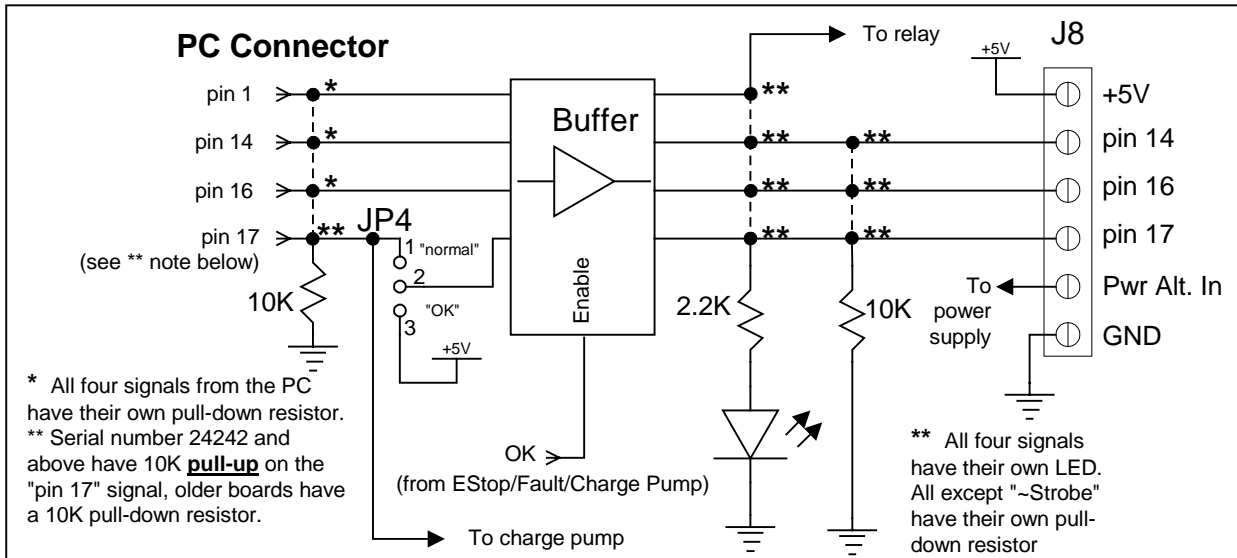 PC Connector
pin 1
*
pin 14
*
pin 16
*
pin 17
**
(see ** note below)
10K
JP4
1 "normal"
2
"OK"
3
+5V
Buffer
Enable
OK
(from EStop/Fault/Charge Pump)
To charge pump
To relay
**
** **
** **
** **
2.2K
10K
J8
+5V
+5V
pin 14
pin 16
pin 17
Pwr Alt. In
GND
To
power
supply
* All four signals from the PC
have their own pull-down resistor.
** Serial number 24242 and
above have 10K pull-up on the
"pin 17" signal, older boards have
a 10K pull-down resistor.
** All four signals
have their own LED.
All except "~Strobe"
have their own pull-
down resistor